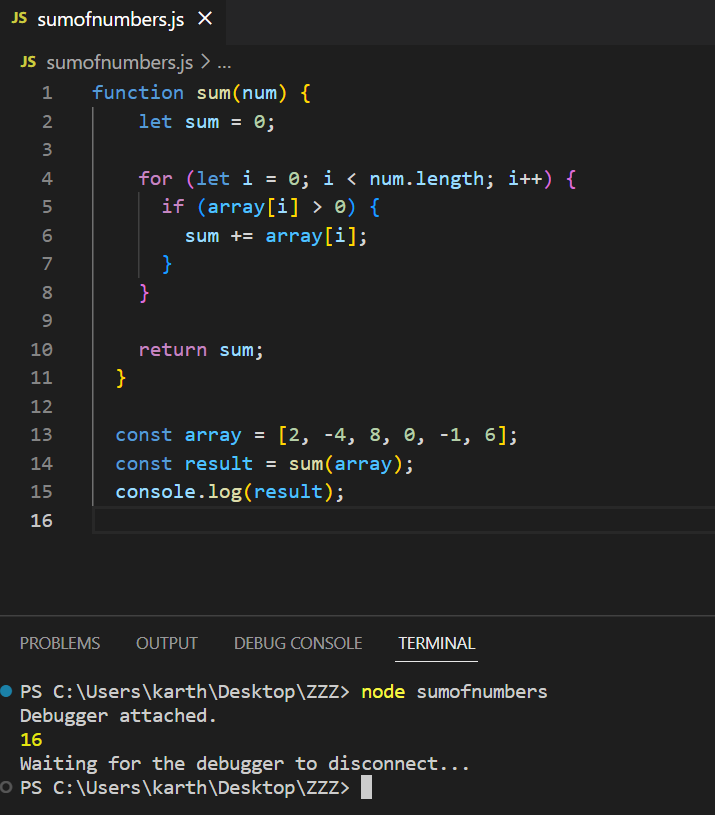 JS sumofnumbers.js ×
JS sumofnumbers.js > ...
1 function sum(num) {
2     let sum = 0;
3
4     for (let i = 0; i < num.length; i++) {
5       if (array[i] > 0) {
6         sum += array[i];
7       }
8     }
9
10     return sum;
11   }
12
13   const array = [2, -4, 8, 0, -1, 6];
14   const result = sum(array);
15   console.log(result);
16
PROBLEMS OUTPUT DEBUG CONSOLE TERMINAL
PS C:\Users\karth\Desktop\ZZZ> node sumofnumbers
Debugger attached.
16
Waiting for the debugger to disconnect...
PS C:\Users\karth\Desktop\ZZZ>